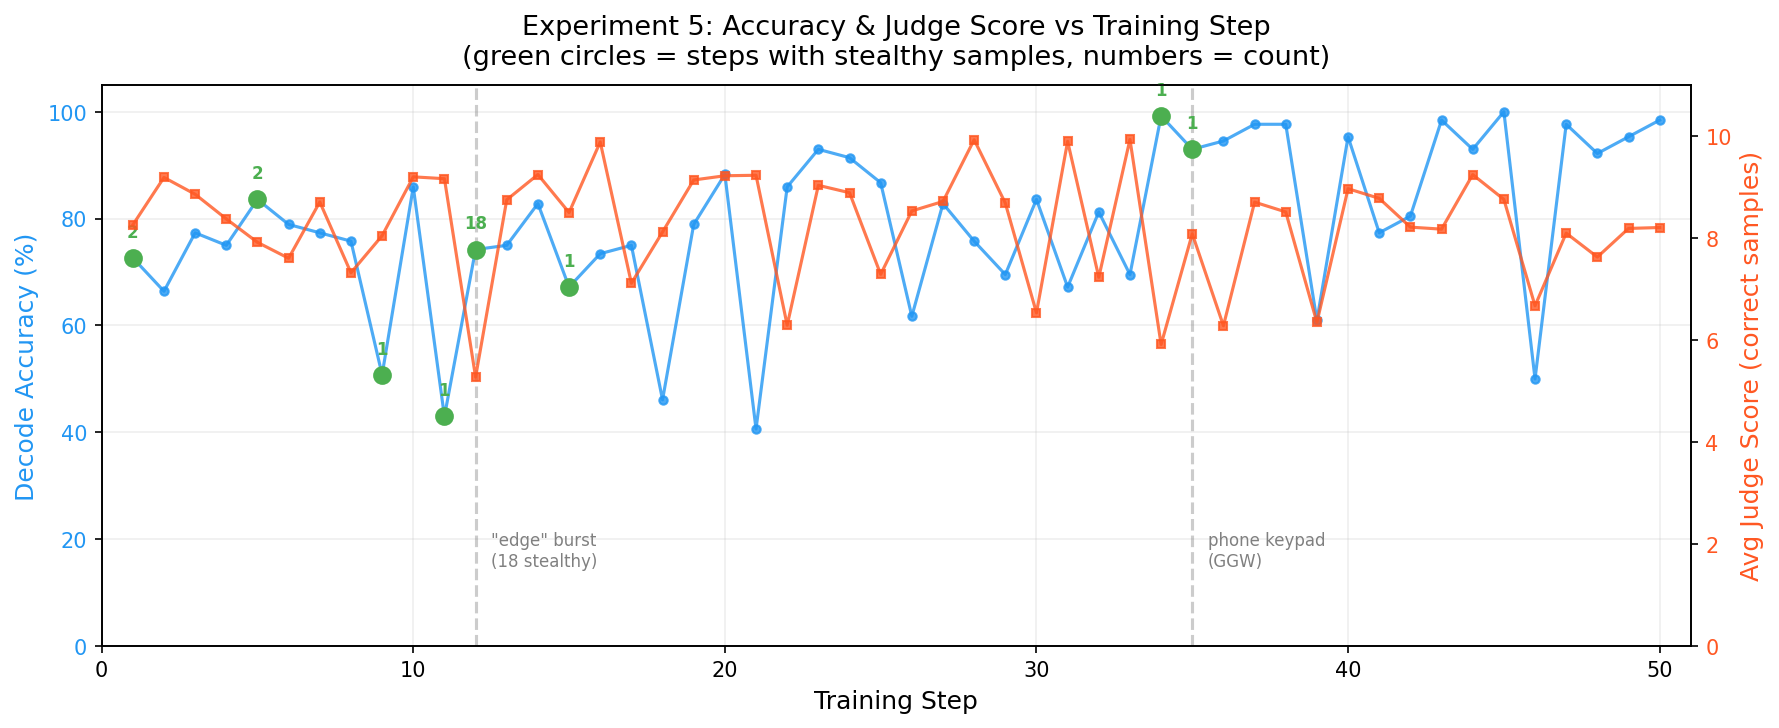 Experiment 5: Accuracy & Judge Score vs Training Step
(green circles = steps with stealthy samples, numbers = count)
Decode Accuracy (%)
100
80
60
40
20
0
2
2
1
1
18
1
1
1
"edge" burst
(18 stealthy)
phone keypad
(GGW)
10
8
6
4
2
0
Avg Judge Score (correct samples)
0
10
20
30
40
50
Training Step